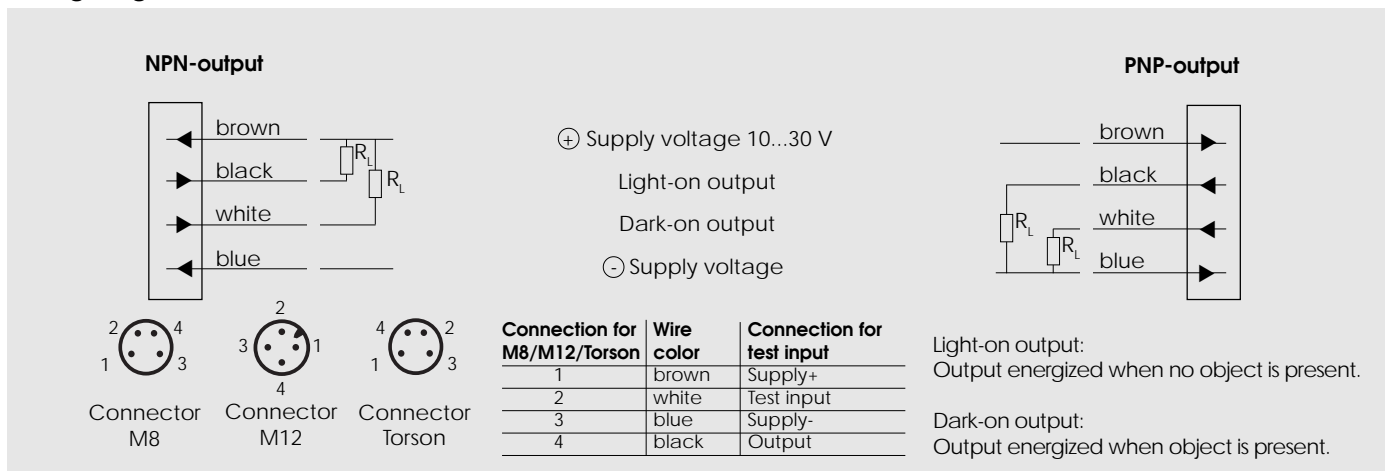 NPN-output
PNP-output
brown
black
white
blue
R_L
R_L
+ Supply voltage 10...30 V
Light-on output
Dark-on output
- Supply voltage
brown
black
white
blue
R_L
R_L
2 4
1 3
Connector
M8
2
3 1
4
Connector
M12
4 2
1 3
Connector
Torson
Connection for M8/M12/Torson | Wire color | Connection for test input
1 brown Supply+
2 white Test input
3 blue Supply-
4 black Output
Light-on output:
Output energized when no object is present.
Dark-on output:
Output energized when object is present.